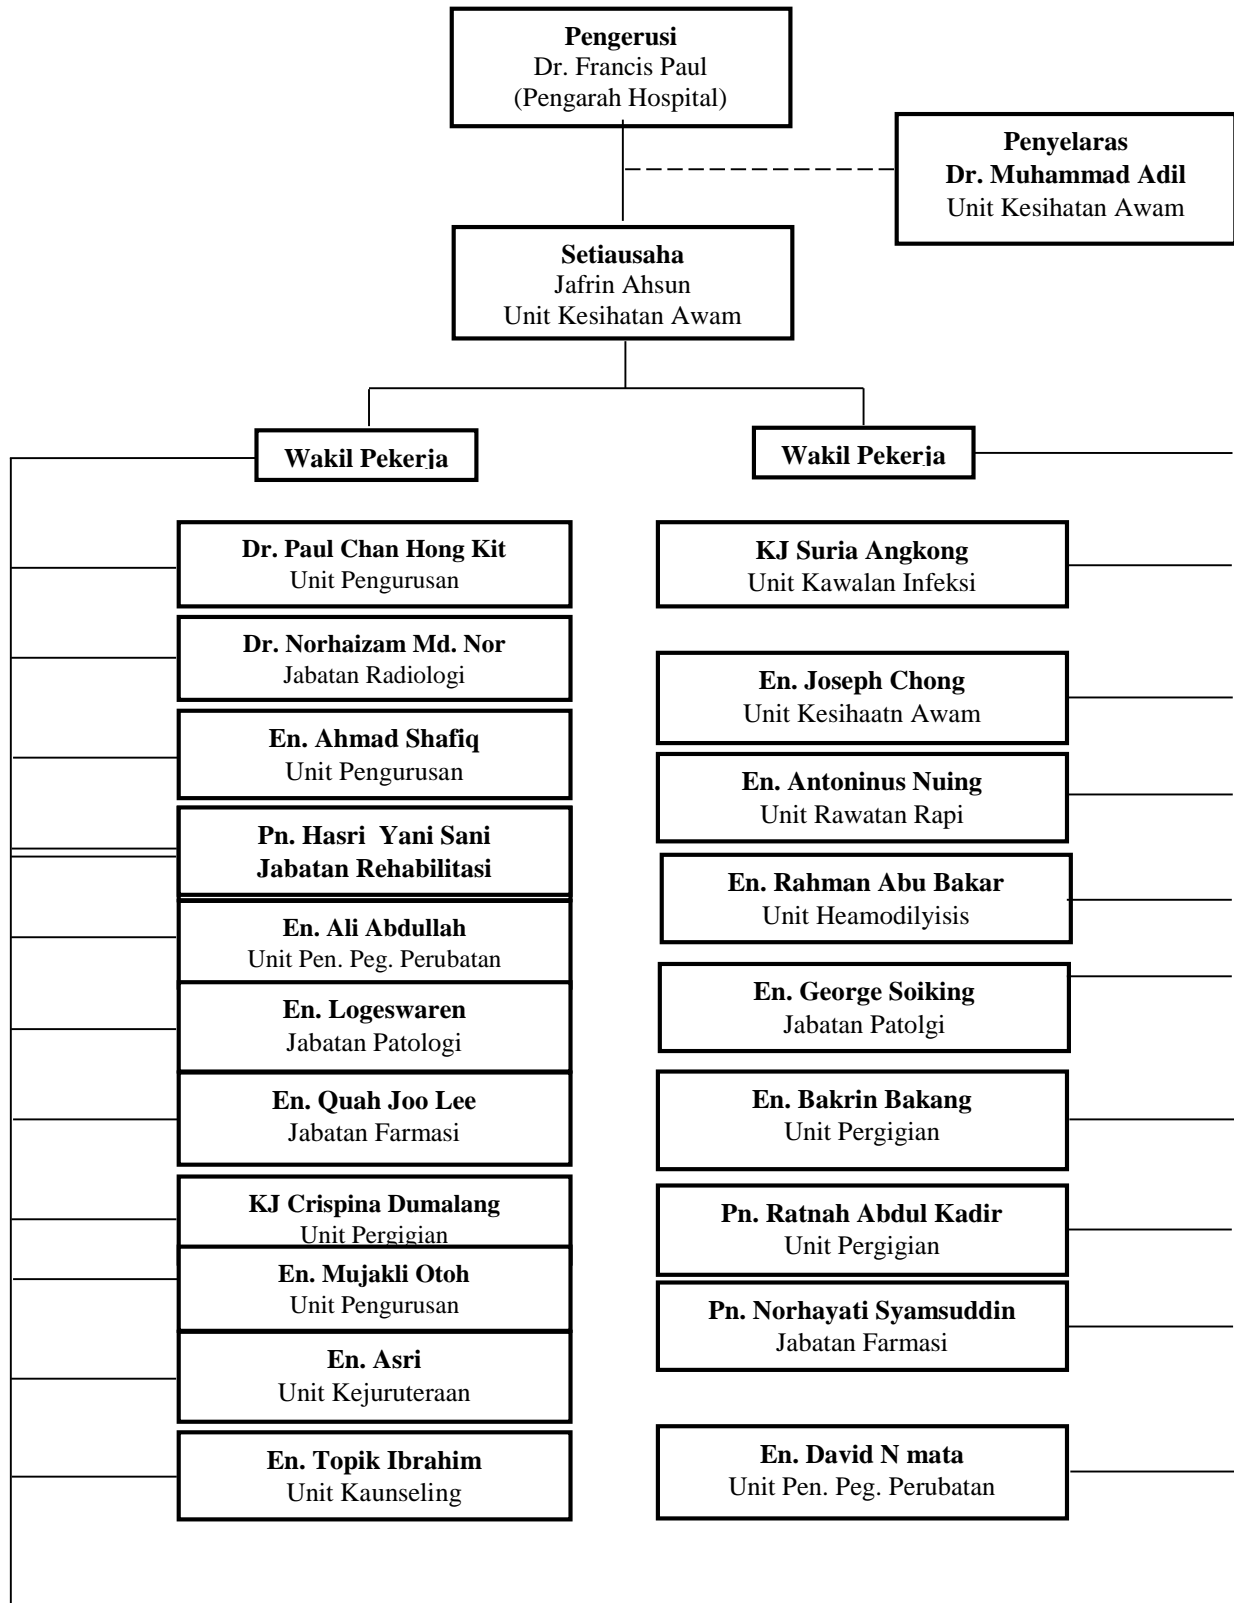 Pengerusi
Dr. Francis Paul
(Pengarah Hospital)
Penyelaras
Dr. Muhammad Adil
Unit Kesihatan Awam
Setiausaha
Jafrin Ahsun
Unit Kesihatan Awam
Wakil Pekerja
Wakil Pekerja
Dr. Paul Chan Hong Kit
Unit Pengurusan
Dr. Norhaizam Md. Nor
Jabatan Radiologi
En. Ahmad Shafiq
Unit Pengurusan
Pn. Hasri Yani Sani
Jabatan Rehabilitasi
En. Ali Abdullah
Unit Pen. Peg. Perubatan
En. Logeswaren
Jabatan Patologi
En. Quah Joo Lee
Jabatan Farmasi
KJ Crispina Dumalang
Unit Pergigian
En. Mujakli Otoh
Unit Pengurusan
En. Asri
Unit Kejuruteraan
En. Topik Ibrahim
Unit Kaunseling
KJ Suria Angkong
Unit Kawalan Infeksi
En. Joseph Chong
Unit Kesihaatn Awam
En. Antoninus Nuing
Unit Rawatan Rapi
En. Rahman Abu Bakar
Unit Heamodilyisis
En. George Soiking
Jabatan Patolgi
En. Bakrin Bakang
Unit Pergigian
Pn. Ratnah Abdul Kadir
Unit Pergigian
Pn. Norhayati Syamsuddin
Jabatan Farmasi
En. David N mata
Unit Pen. Peg. Perubatan